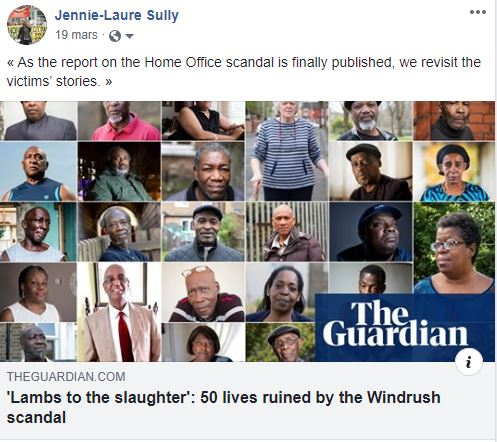 Jennie-Laure Sully
19 mars
« As the report on the Home Office scandal is finally published, we revisit the
victims' stories. »
The
Guardian
i
THEGUARDIAN.COM
'Lambs to the slaughter': 50 lives ruined by the Windrush
scandal